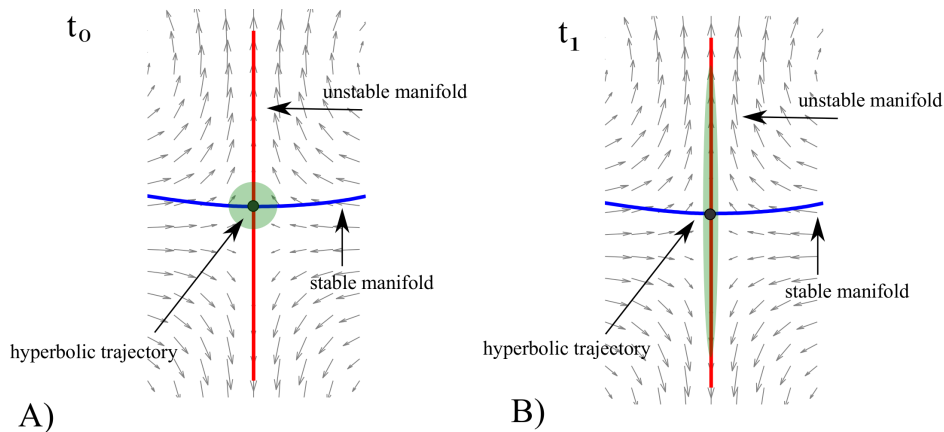 t₀
unstable manifold
stable manifold
hyperbolic trajectory
A)
t₁
unstable manifold
stable manifold
hyperbolic trajectory
B)